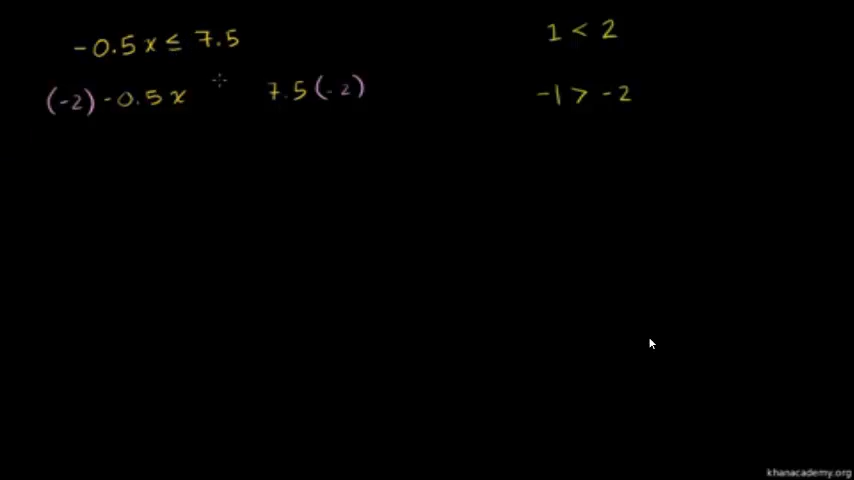 -0.5x ≤ 7.5
1 < 2
(-2) -0.5x 7.5 (-2)
-1 > -2
khanacademy.org